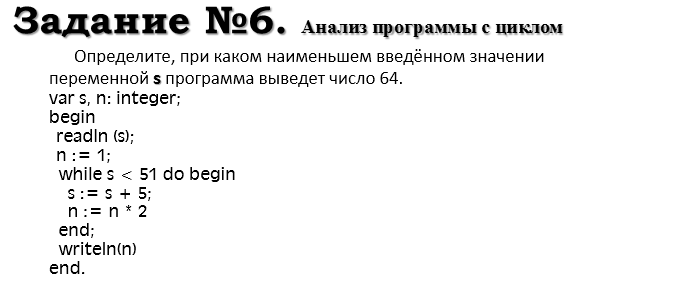 Задание №6. Анализ программы с циклом
Определите, при каком наименьшем введённом значении
переменной s программа выведет число 64.
var s, n: integer;
begin
readln (s);
n := 1;
while s < 51 do begin
s := s + 5;
n := n * 2
end;
writeln(n)
end.